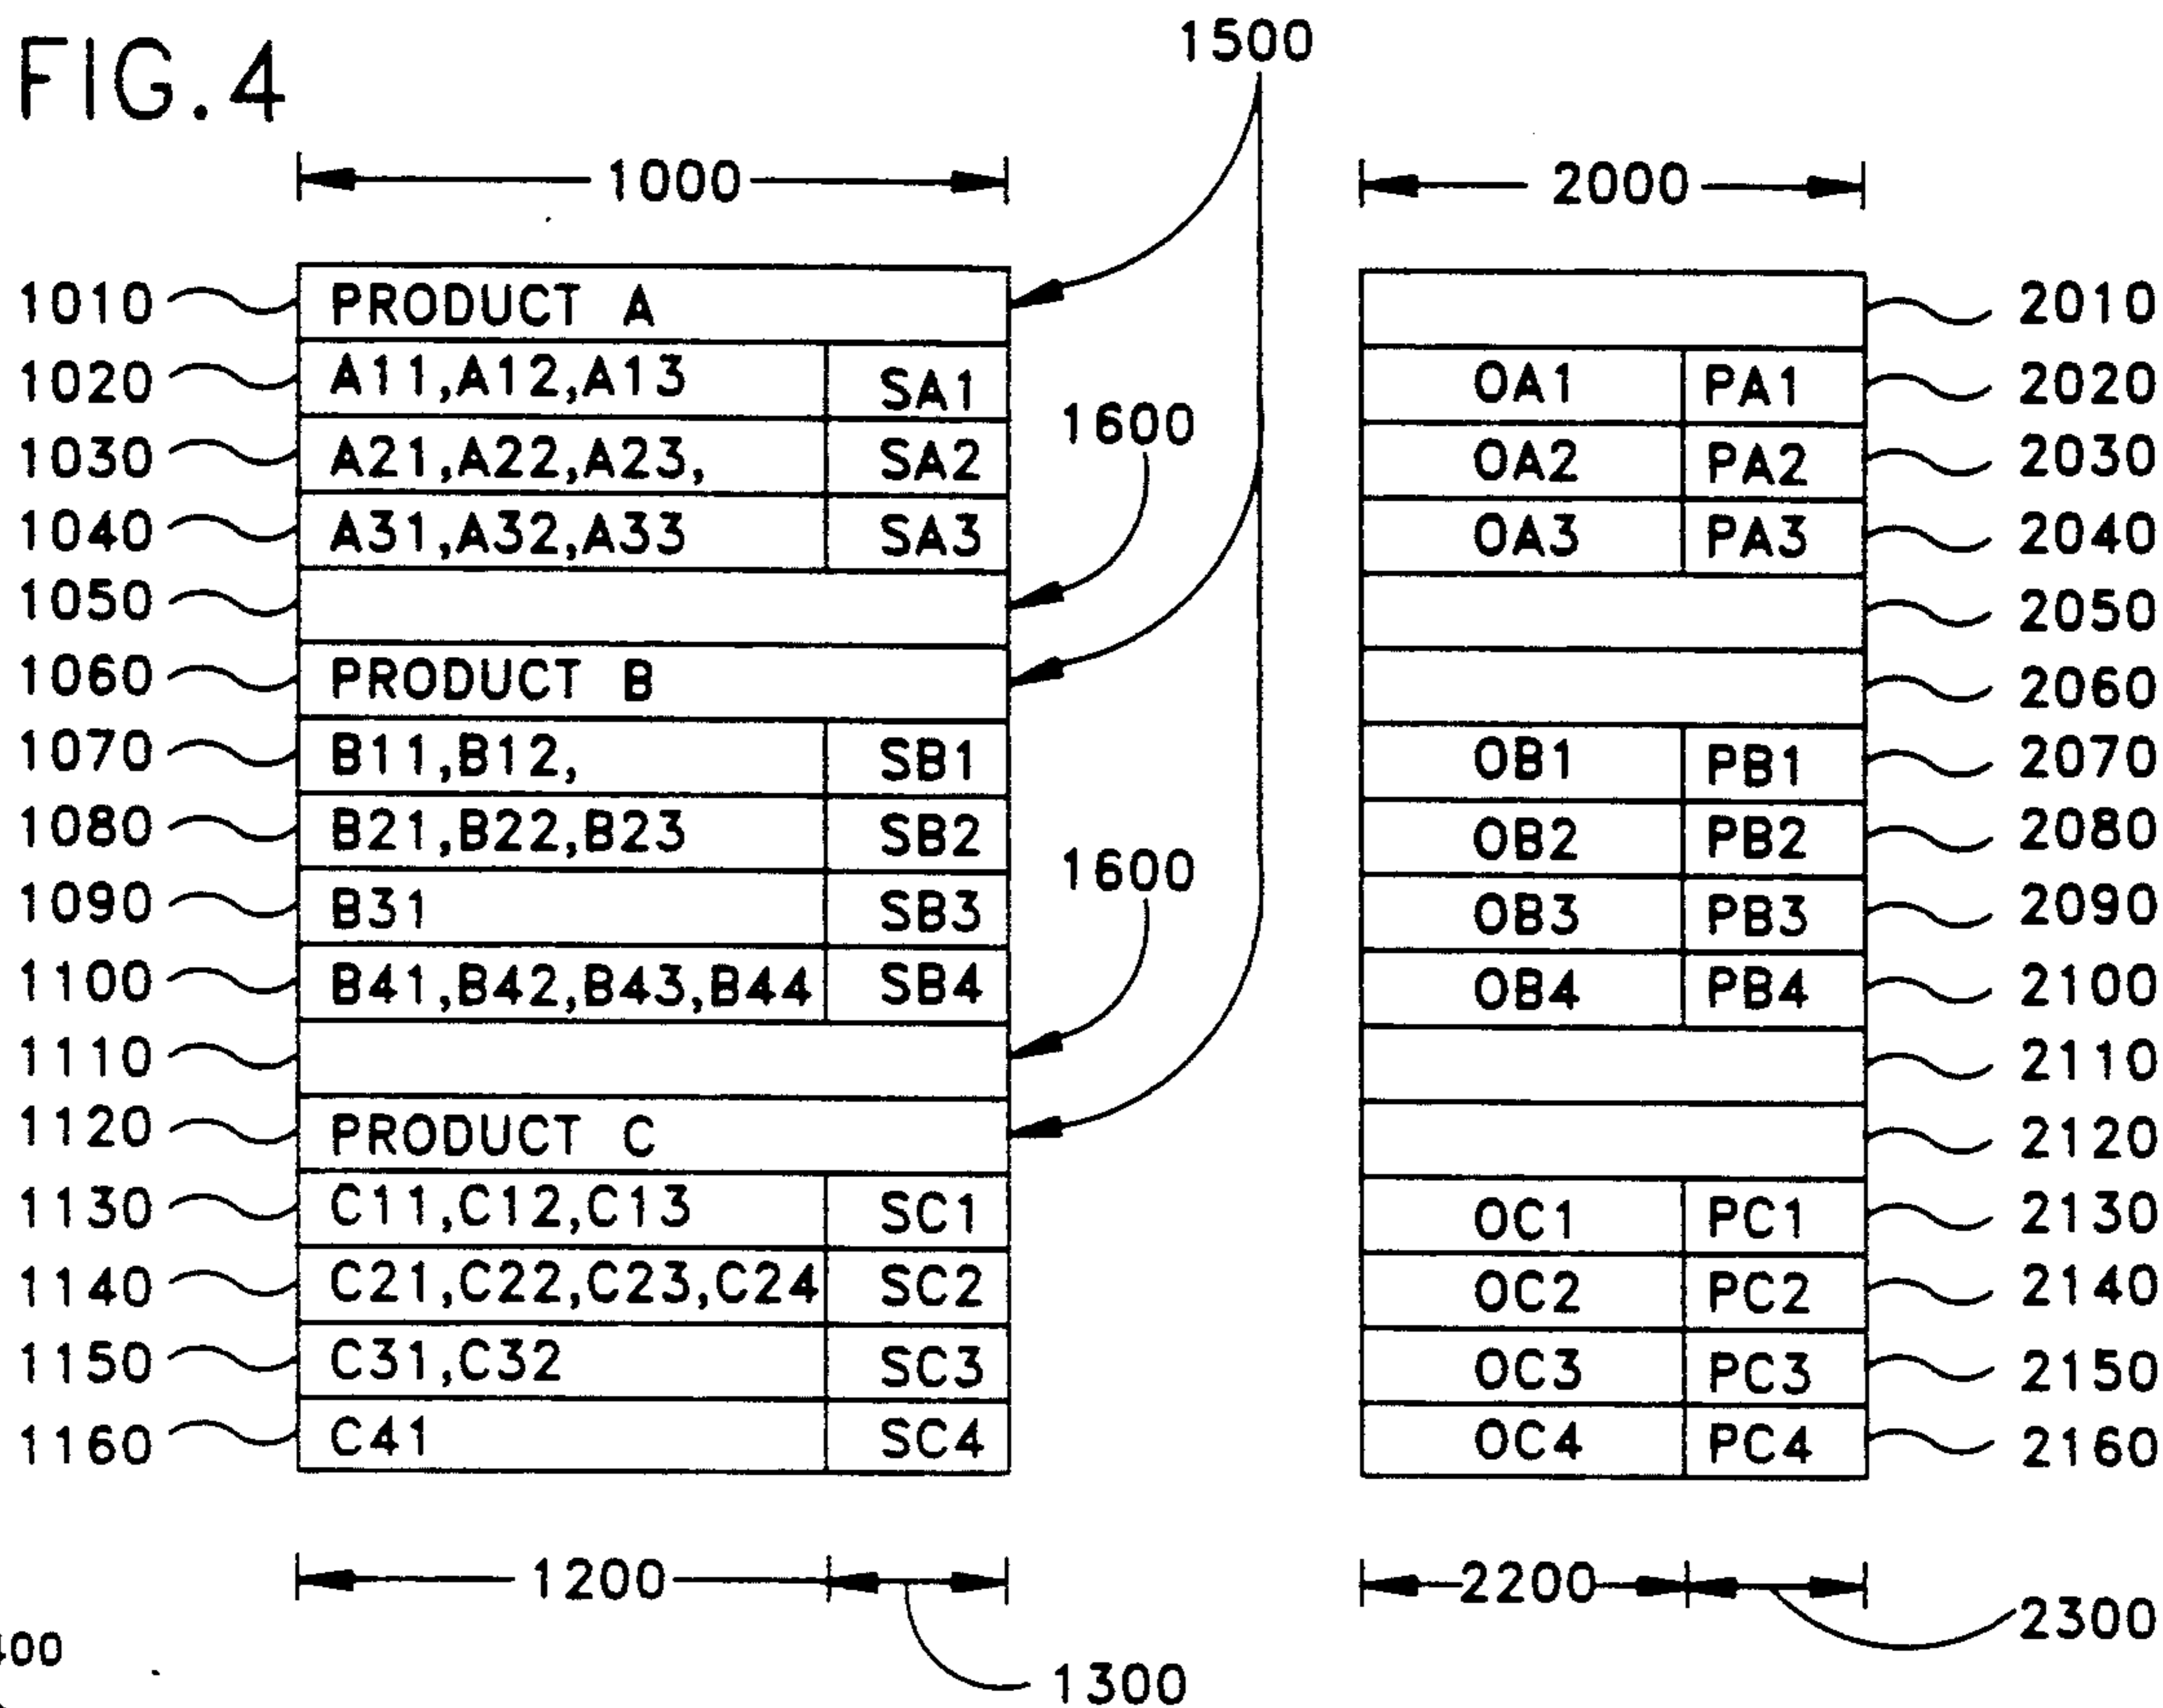 FIG.4
1500
1000 2000
1010 PRODUCT A 2010
1020 A11,A12,A13 SA1 OA1 PA1 2020
1600
1030 A21,A22,A23, SA2 OA2 PA2 2030
1040 A31,A32,A33 SA3 OA3 PA3 2040
1050 2050
1060 PRODUCT B 2060
1070 B11,B12, SB1 OB1 PB1 2070
1080 B21,B22,B23 SB2 OB2 PB2 2080
1600
1090 B31 SB3 OB3 PB3 2090
1100 B41,B42,B43,B44 SB4 OB4 PB4 2100
1110 2110
1120 PRODUCT C 2120
1130 C11,C12,C13 SC1 OC1 PC1 2130
1140 C21,C22,C23,C24 SC2 OC2 PC2 2140
1150 C31,C32 SC3 OC3 PC3 2150
1160 C41 SC4 OC4 PC4 2160
1200 2200
2300
1300